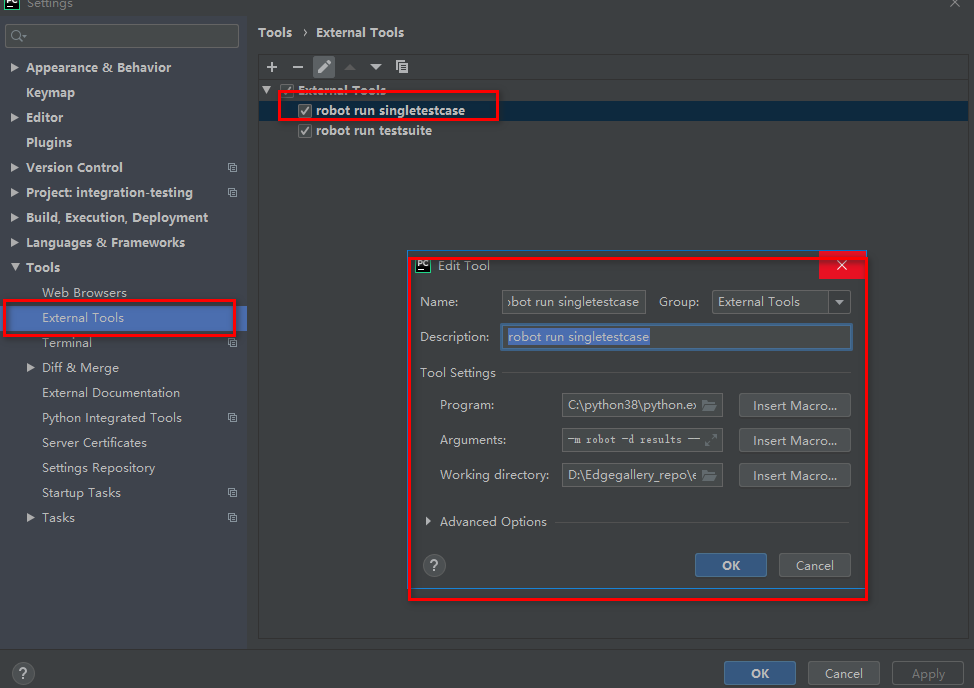 PC Settings
Tools › External Tools
Appearance & Behavior
Keymap
Editor
Plugins
Version Control
Project: integration-testing
Build, Execution, Deployment
Languages & Frameworks
Tools
Web Browsers
External Tools
Terminal
Diff & Merge
External Documentation
Python Integrated Tools
Server Certificates
Settings Repository
Startup Tasks
Tasks
External Tools
robot run singletestcase
robot run testsuite
PC Edit Tool
Name: obot run singletestcase Group: External Tools
Description: robot run singletestcase
Tool Settings
Program: C:\python38\python.ex Insert Macro...
Arguments: -m robot -d results — Insert Macro...
Working directory: D:\Edgegallery_repo\e Insert Macro...
Advanced Options
? OK Cancel
? OK Cancel Apply